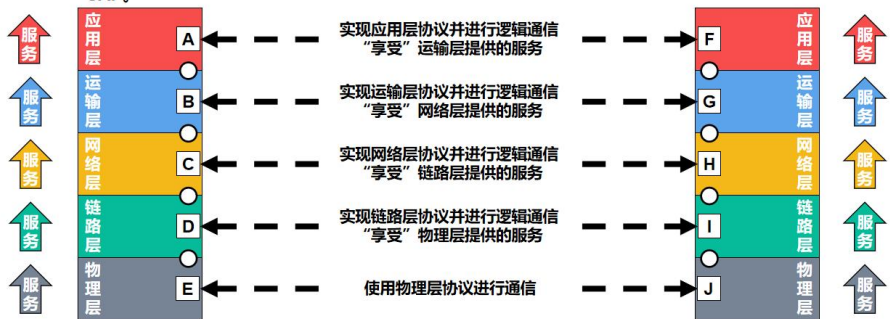 服务
应用层
A
实现应用层协议并进行逻辑通信
“享受”运输层提供的服务
F
应用层
服务
服务
运输层
B
实现运输层协议并进行逻辑通信
“享受”网络层提供的服务
G
运输层
服务
服务
网络层
C
实现网络层协议并进行逻辑通信
“享受”链路层提供的服务
H
网络层
服务
服务
链路层
D
实现链路层协议并进行逻辑通信
“享受”物理层提供的服务
I
链路层
服务
服务
物理层
E
使用物理层协议进行通信
J
物理层
服务